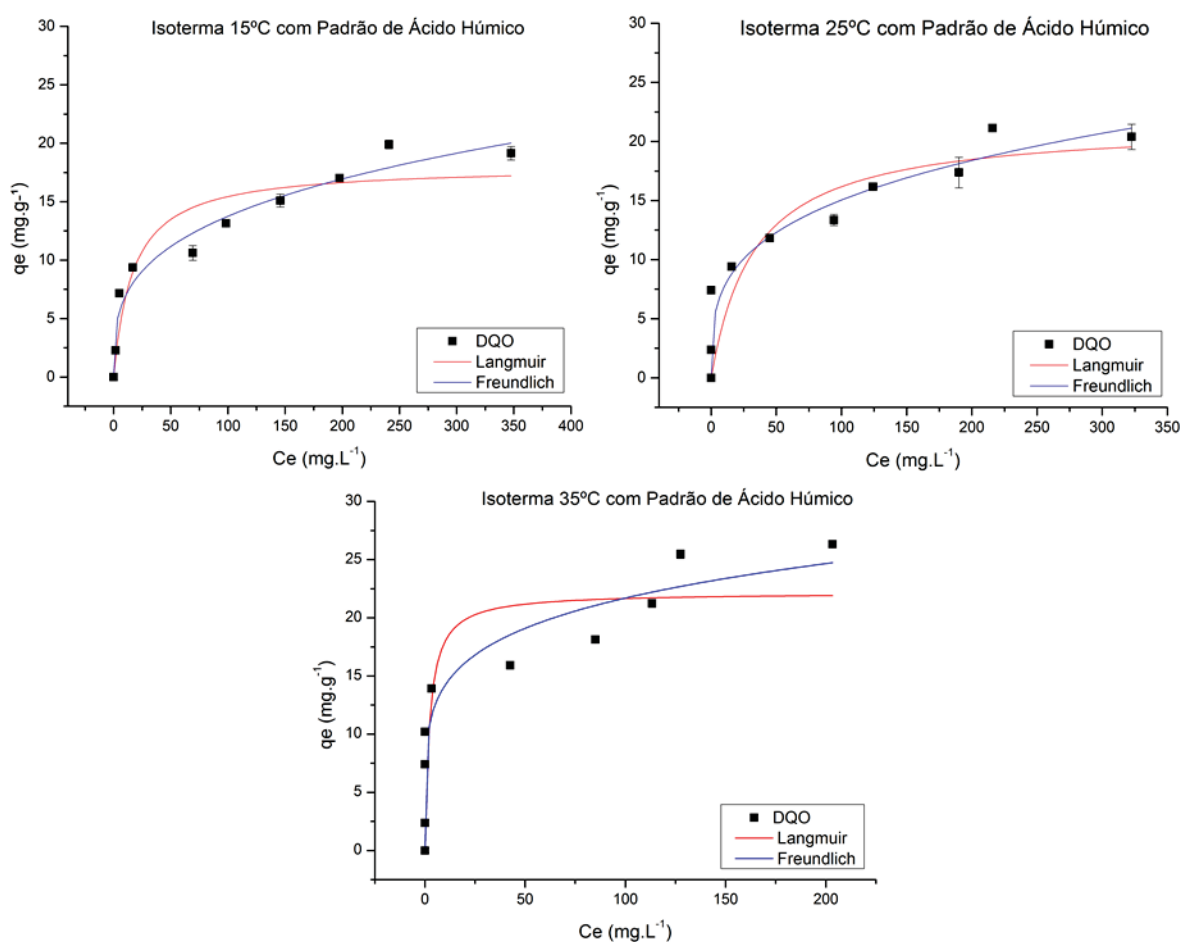 Isoterma 15ºC com Padrão de Ácido Húmico
30
25
20
15
10
5
0
qe (mg.g⁻¹)
DQO
Langmuir
Freundlich
0 50 100 150 200 250 300 350 400
Ce (mg.L⁻¹)
Isoterma 25ºC com Padrão de Ácido Húmico
30
25
20
15
10
5
0
qe (mg.g⁻¹)
DQO
Langmuir
Freundlich
0 50 100 150 200 250 300 350
Ce (mg.L⁻¹)
Isoterma 35ºC com Padrão de Ácido Húmico
30
25
20
15
10
5
0
qe (mg.g⁻¹)
DQO
Langmuir
Freundlich
0 50 100 150 200
Ce (mg.L⁻¹)